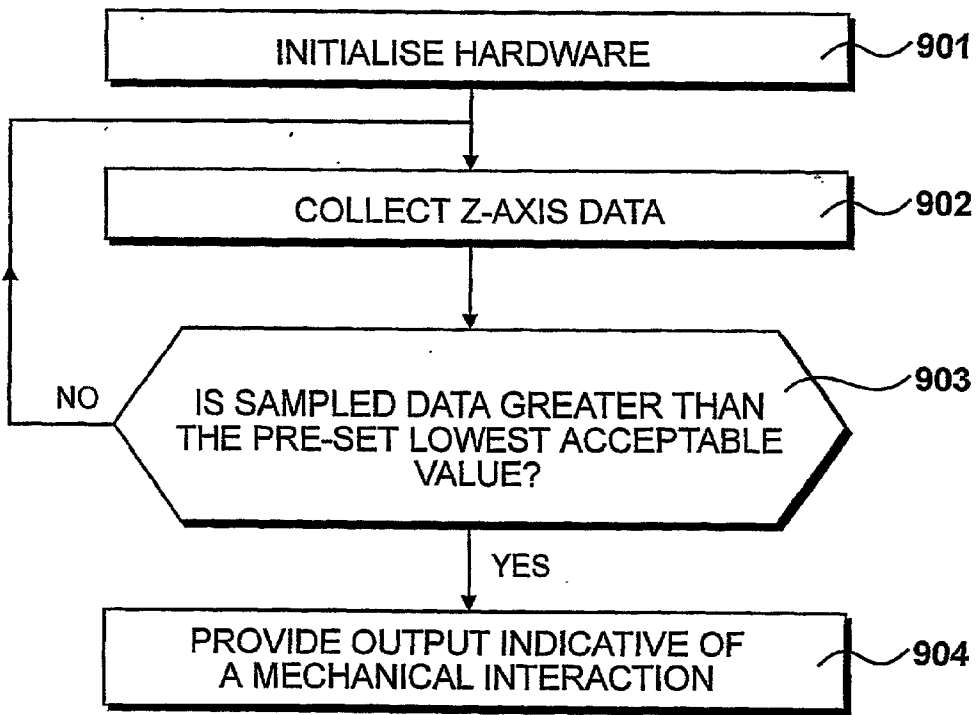 INITIALISE HARDWARE
901
COLLECT Z-AXIS DATA
902
903
NO
IS SAMPLED DATA GREATER THAN
THE PRE-SET LOWEST ACCEPTABLE
VALUE?
YES
PROVIDE OUTPUT INDICATIVE OF
A MECHANICAL INTERACTION
904